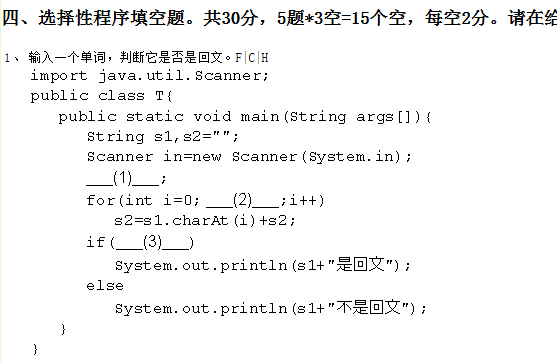 四、选择性程序填空题。共30分，5题*3空=15个空，每空2分。请在给
1、 输入一个单词，判断它是否是回文。F|C|H
import java.util.Scanner;
public class T{
public static void main(String args[]){
String s1,s2="";
Scanner in=new Scanner(System.in);
___(1)___;
for(int i=0; ___(2)___;i++)
s2=s1.charAt(i)+s2;
if(___(3)___)
System.out.println(s1+"是回文");
else
System.out.println(s1+"不是回文");
}
}